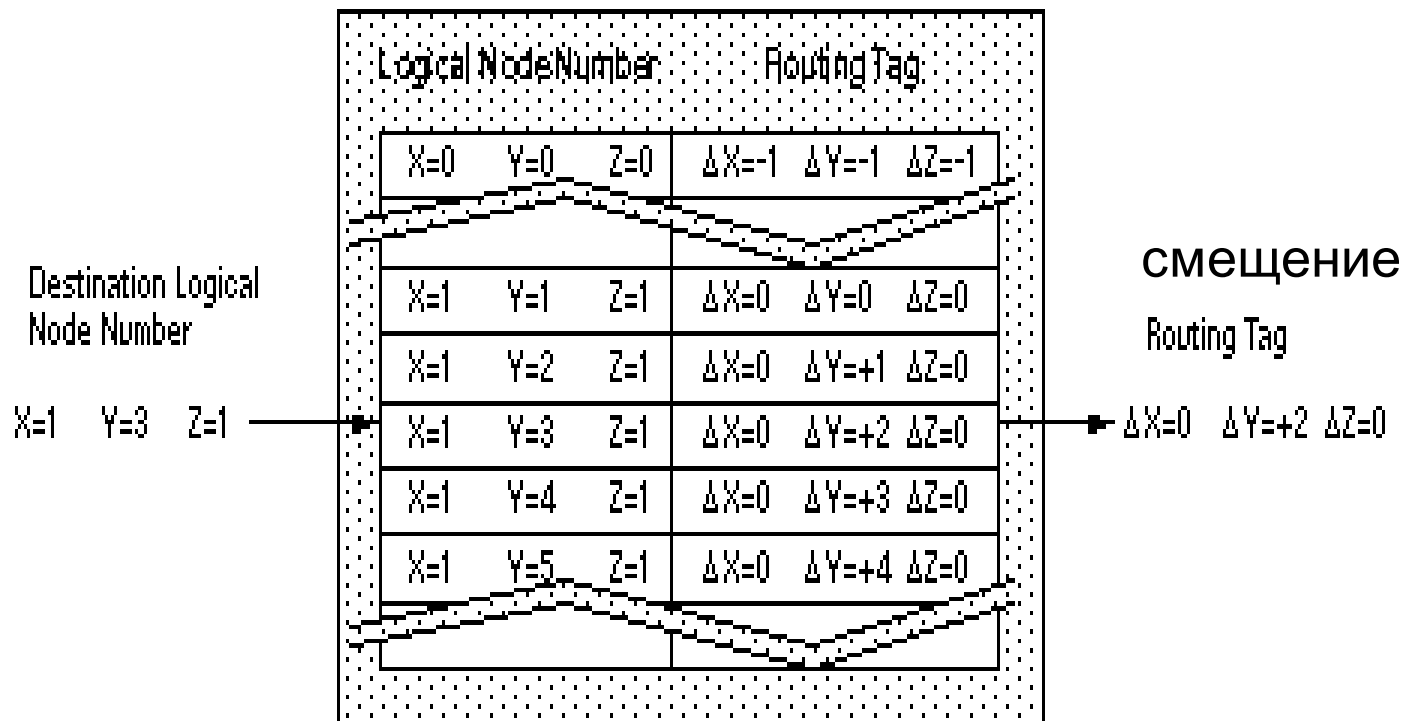 Logical Node Number Routing Tag
X=0 Y=0 Z=0 ΔX=-1 ΔY=-1 ΔZ=-1
смещение
Destination Logical
Node Number
X=1 Y=1 Z=1 ΔX=0 ΔY=0 ΔZ=0
Routing Tag
X=1 Y=2 Z=1 ΔX=0 ΔY=+1 ΔZ=0
X=1 Y=3 Z=1
X=1 Y=3 Z=1 ΔX=0 ΔY=+2 ΔZ=0
ΔX=0 ΔY=+2 ΔZ=0
X=1 Y=4 Z=1 ΔX=0 ΔY=+3 ΔZ=0
X=1 Y=5 Z=1 ΔX=0 ΔY=+4 ΔZ=0